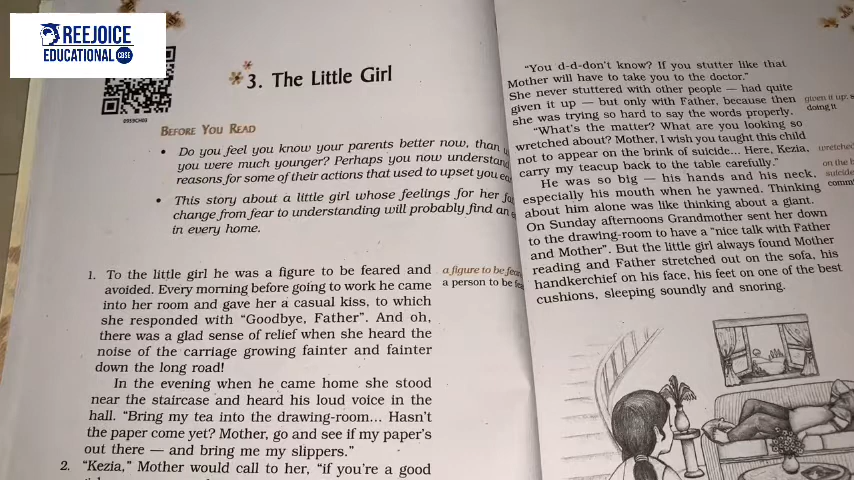 REEJOICE
EDUCATIONAL CBSE
3. The Little Girl
BEFORE YOU READ
• Do you feel you know your parents better now, than
you were much younger? Perhaps you now understand
reasons for some of their actions that used to upset you
• This story about a little girl whose feelings for her
change from fear to understanding will probably find an
in every home.
1. To the little girl he was a figure to be feared and
avoided. Every morning before going to work he came
into her room and gave her a casual kiss, to which
she responded with “Goodbye, Father”. And oh,
there was a glad sense of relief when she heard the
noise of the carriage growing fainter and fainter
down the long road!
In the evening when he came home she stood
near the staircase and heard his loud voice in the
hall. “Bring my tea into the drawing-room... Hasn’t
the paper come yet? Mother, go and see if my paper’s
out there — and bring me my slippers.”
2. “Kezia,” Mother would call to her, “if you’re a good
a figure to be
a person to be
“You d-d-don’t know? If you stutter like that
Mother will have to take you to the doctor.”
She never stuttered with other people — had quite
given it up — but only with Father, because then
she was trying so hard to say the words properly.
“What’s the matter? What are you looking so
wretched about? Mother, I wish you taught this child
not to appear on the brink of suicide... Here, Kezia,
carry my teacup back to the table carefully.”
He was so big — his hands and his neck,
especially his mouth when he yawned. Thinking
about him alone was like thinking about a giant.
On Sunday afternoons Grandmother sent her down
to the drawing-room to have a “nice talk with Father
and Mother”. But the little girl always found Mother
reading and Father stretched out on the sofa, his
handkerchief on his face, his feet on one of the best
cushions, sleeping soundly and snoring.
given it up:
doing it
wretched
on the
suicide